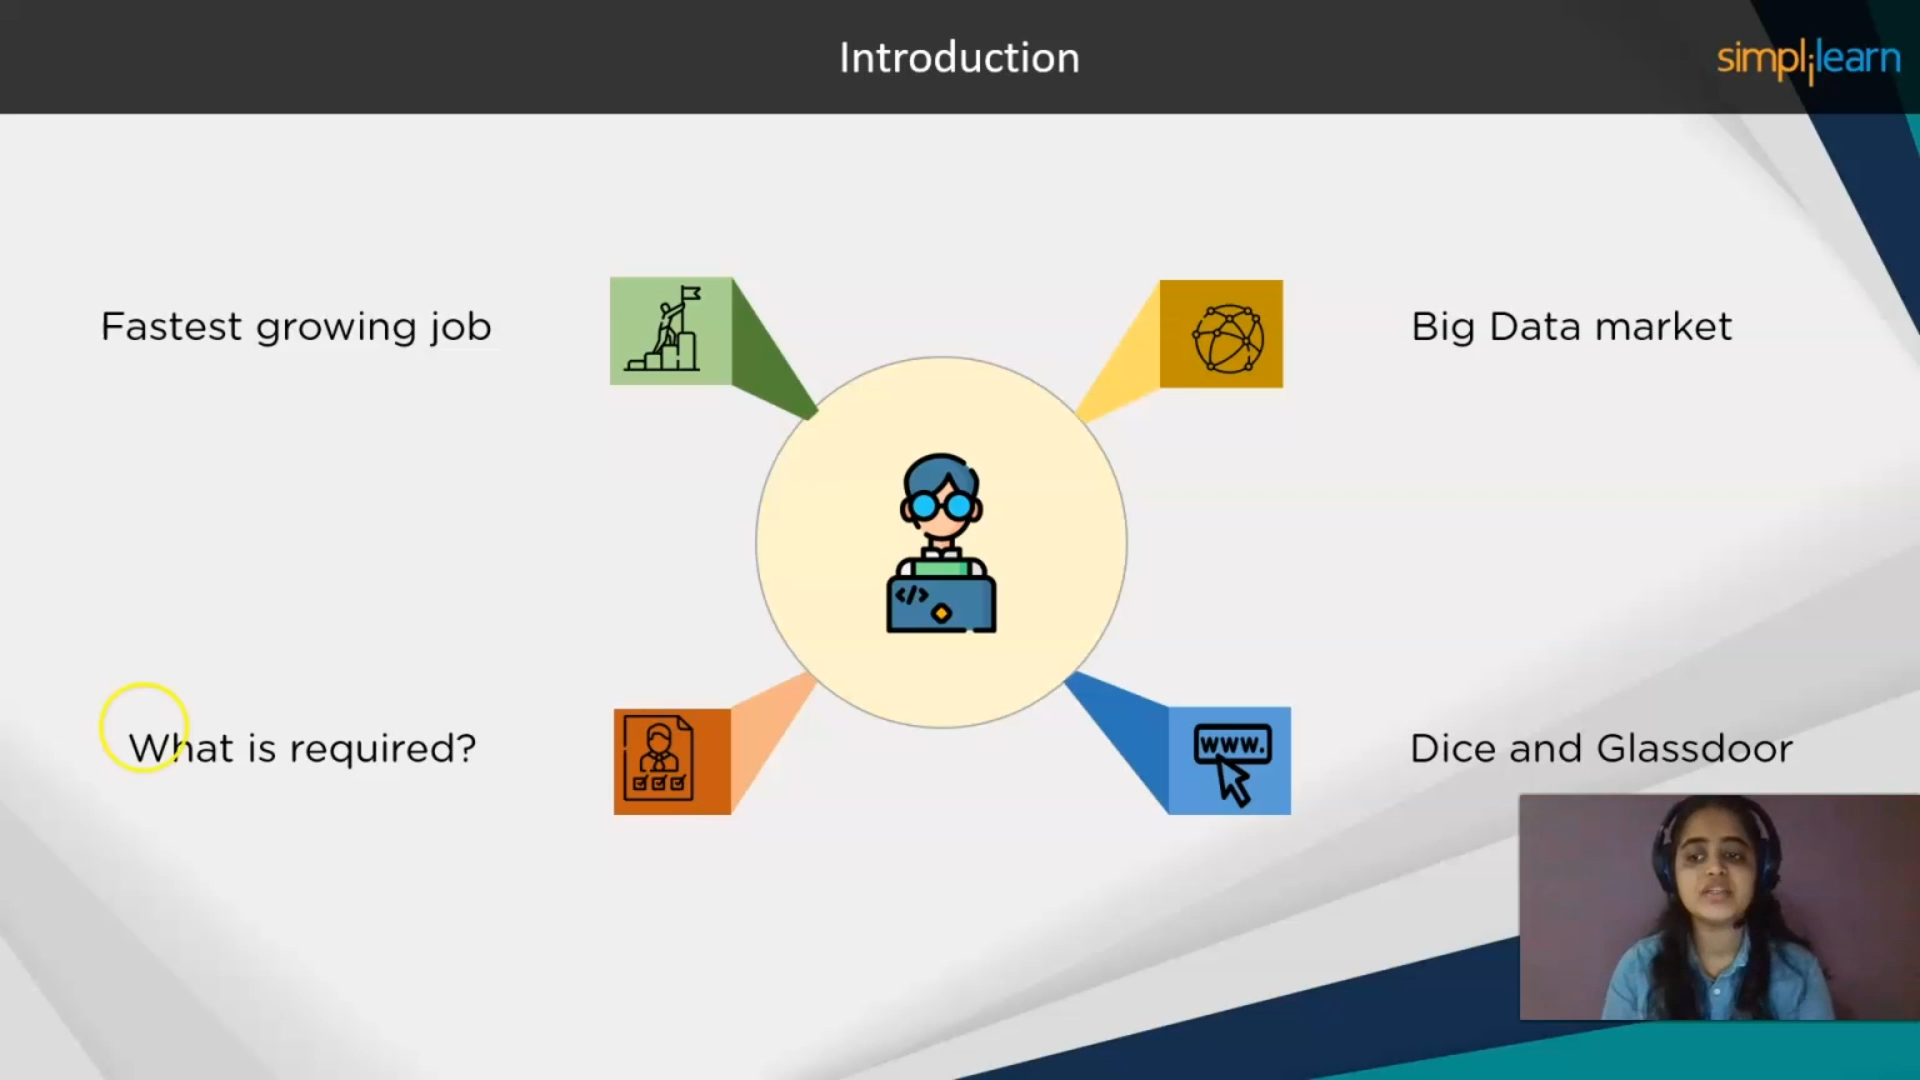 Introduction
simplilearn
Fastest growing job
Big Data market
</>
What is required?
www.
Dice and Glassdoor